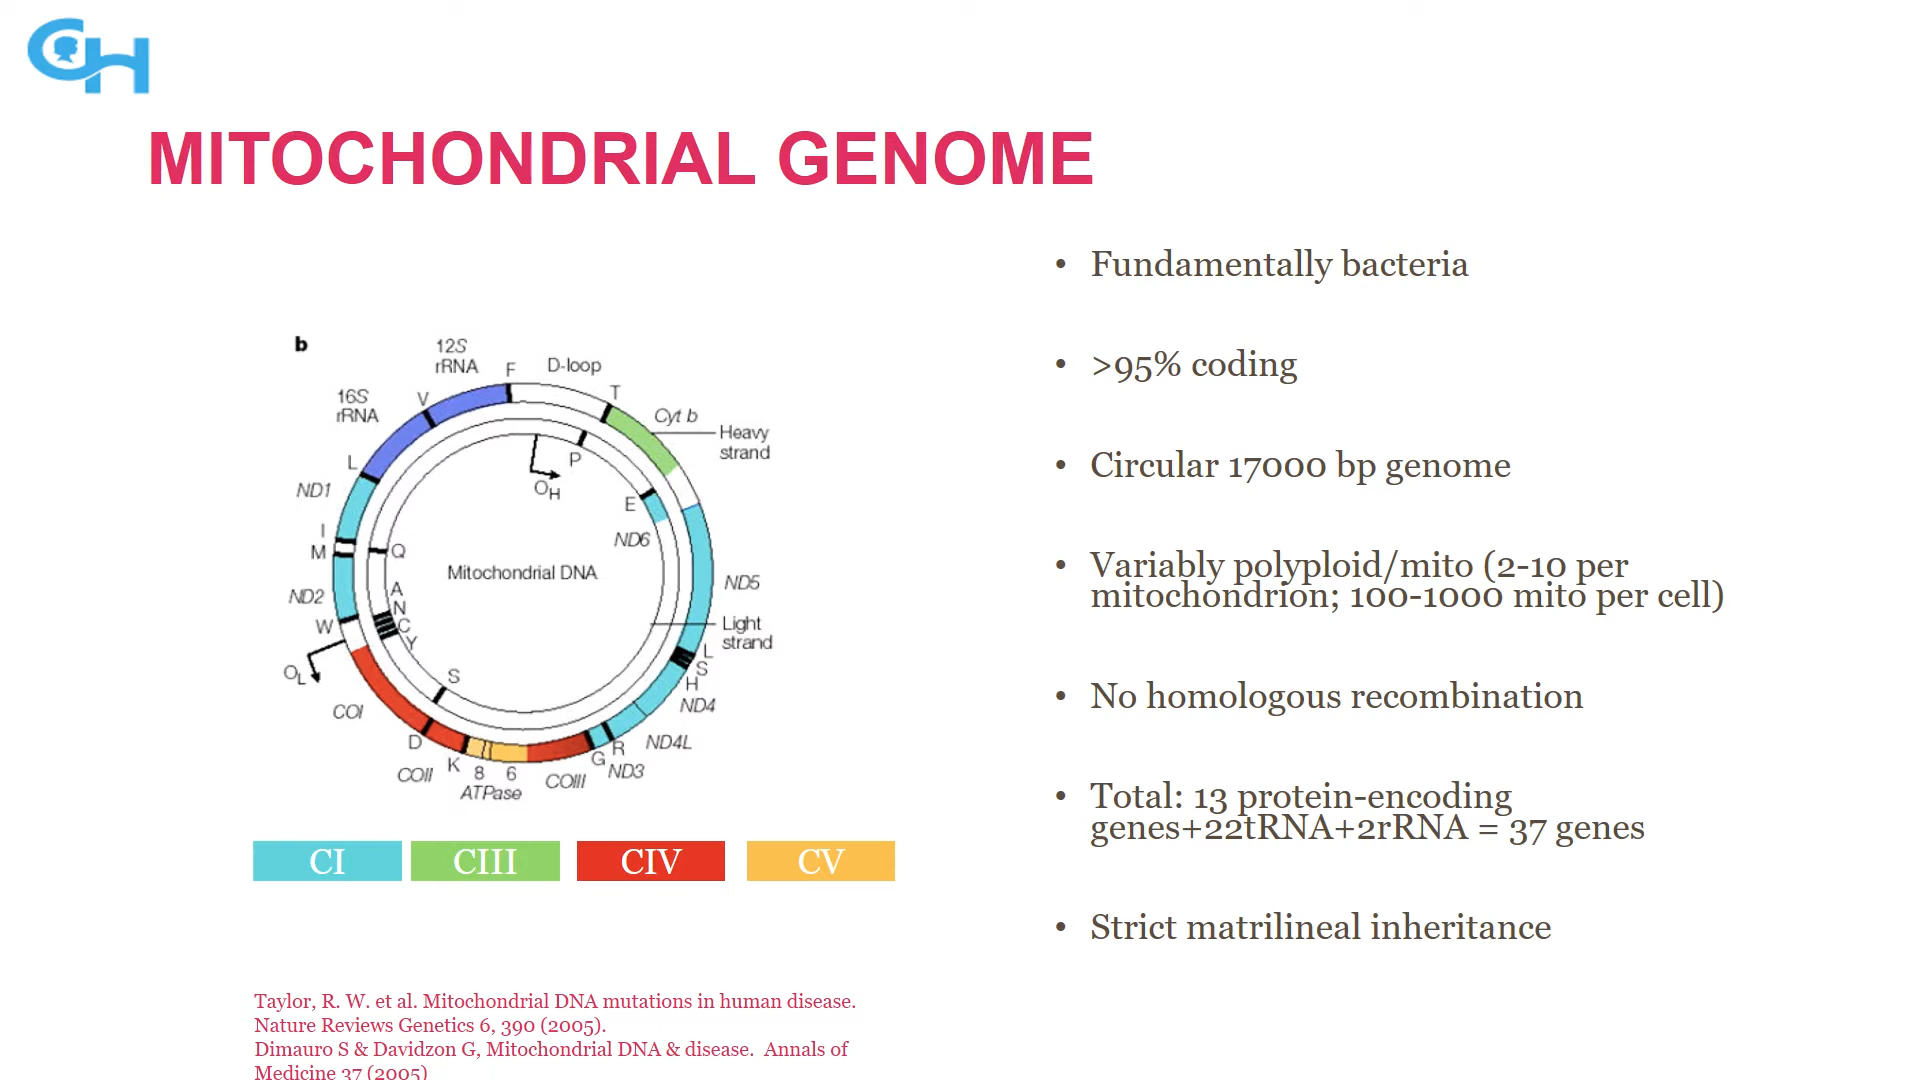 CH
MITOCHONDRIAL GENOME
b
12S
rRNA
F
D-loop
T
16S
rRNA
V
Cyt b
Heavy
strand
L
P
OH
ND1
E
I
M
Q
ND6
Mitochondrial DNA
ND5
ND2
A
N
C
Y
W
Light
strand
L
S
H
OL
S
ND4
COI
D
K
COII
8
6
ATPase
COIII
G
R
ND3
ND4L
CI
CIII
CIV
CV
• Fundamentally bacteria
• >95% coding
• Circular 17000 bp genome
• Variably polyploid/mito (2-10 per
mitochondrion; 100-1000 mito per cell)
• No homologous recombination
• Total: 13 protein-encoding
genes+22tRNA+2rRNA = 37 genes
• Strict matrilineal inheritance
Taylor, R. W. et al. Mitochondrial DNA mutations in human disease.
Nature Reviews Genetics 6, 390 (2005).
Dimauro S & Davidzon G, Mitochondrial DNA & disease. Annals of
Medicine 37 (2005)